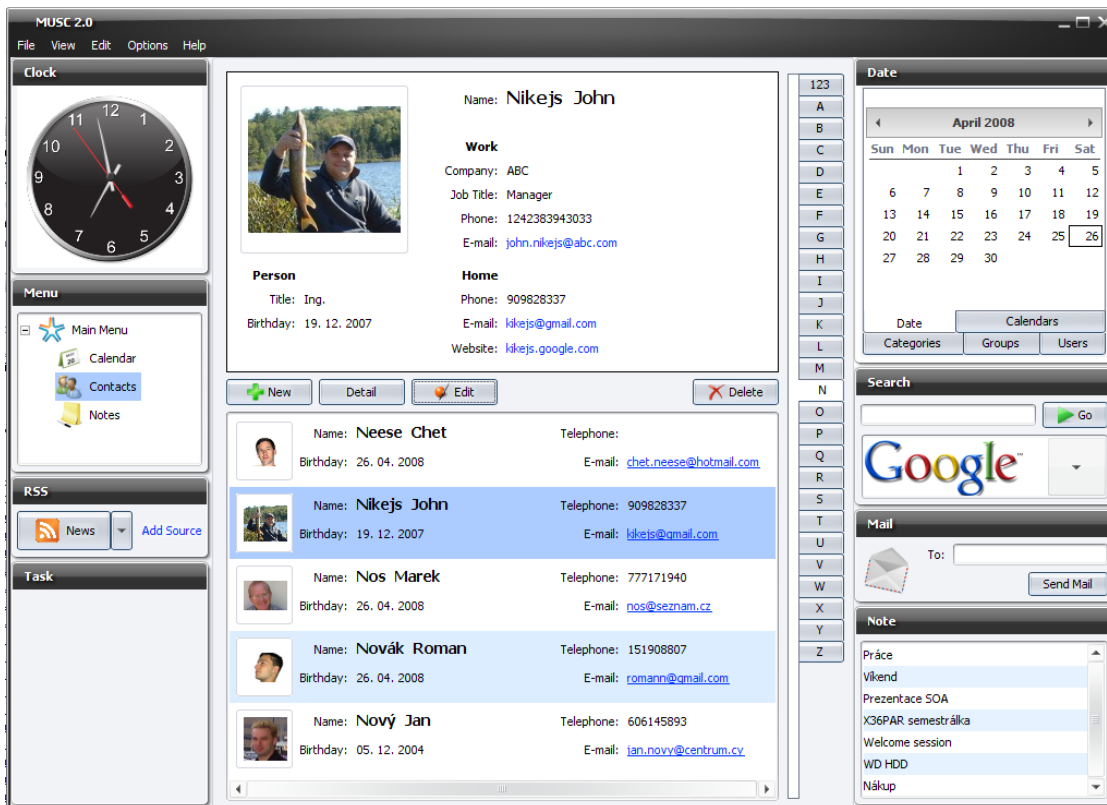 MUSC 2.0
File View Edit Options Help
Clock
12
1
2
3
4
5
6
7
8
9
10
11
Menu
Main Menu
Calendar
Contacts
Notes
RSS
News Add Source
Task
Name: Nikejs John
Work
Company: ABC
Job Title: Manager
Phone: 1242383943033
E-mail: john.nikejs@abc.com
Person
Title: Ing.
Birthday: 19. 12. 2007
Home
Phone: 909828337
E-mail: kikejs@gmail.com
Website: kikejs.google.com
New Detail Edit Delete
Name: Neese Chet Telephone:
Birthday: 26. 04. 2008 E-mail: chet.neese@hotmail.com
Name: Nikejs John Telephone: 909828337
Birthday: 19. 12. 2007 E-mail: kikejs@gmail.com
Name: Nos Marek Telephone: 777171940
Birthday: 26. 04. 2008 E-mail: nos@seznam.cz
Name: Novák Roman Telephone: 151908807
Birthday: 26. 04. 2008 E-mail: romann@gmail.com
Name: Nový Jan Telephone: 606145893
Birthday: 05. 12. 2004 E-mail: jan.novy@centrum.cy
123
A
B
C
D
E
F
G
H
I
J
K
L
M
N
O
P
Q
R
S
T
U
V
W
X
Y
Z
Date
April 2008
Sun Mon Tue Wed Thu Fri Sat
1 2 3 4 5
6 7 8 9 10 11 12
13 14 15 16 17 18 19
20 21 22 23 24 25 26
27 28 29 30
Date Calendars
Categories Groups Users
Search
Go
Google™
Mail
To:
Send Mail
Note
Práce
Víkend
Prezentace SOA
X36PAR semestrálka
Welcome session
WD HDD
Nákup